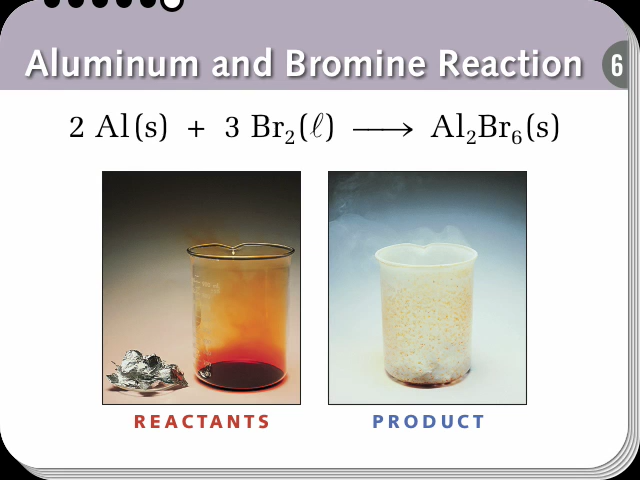 Aluminum and Bromine Reaction 6
2 Al(s) + 3 Br₂(ℓ) ⟶ Al₂Br₆(s)
REACTANTS PRODUCT